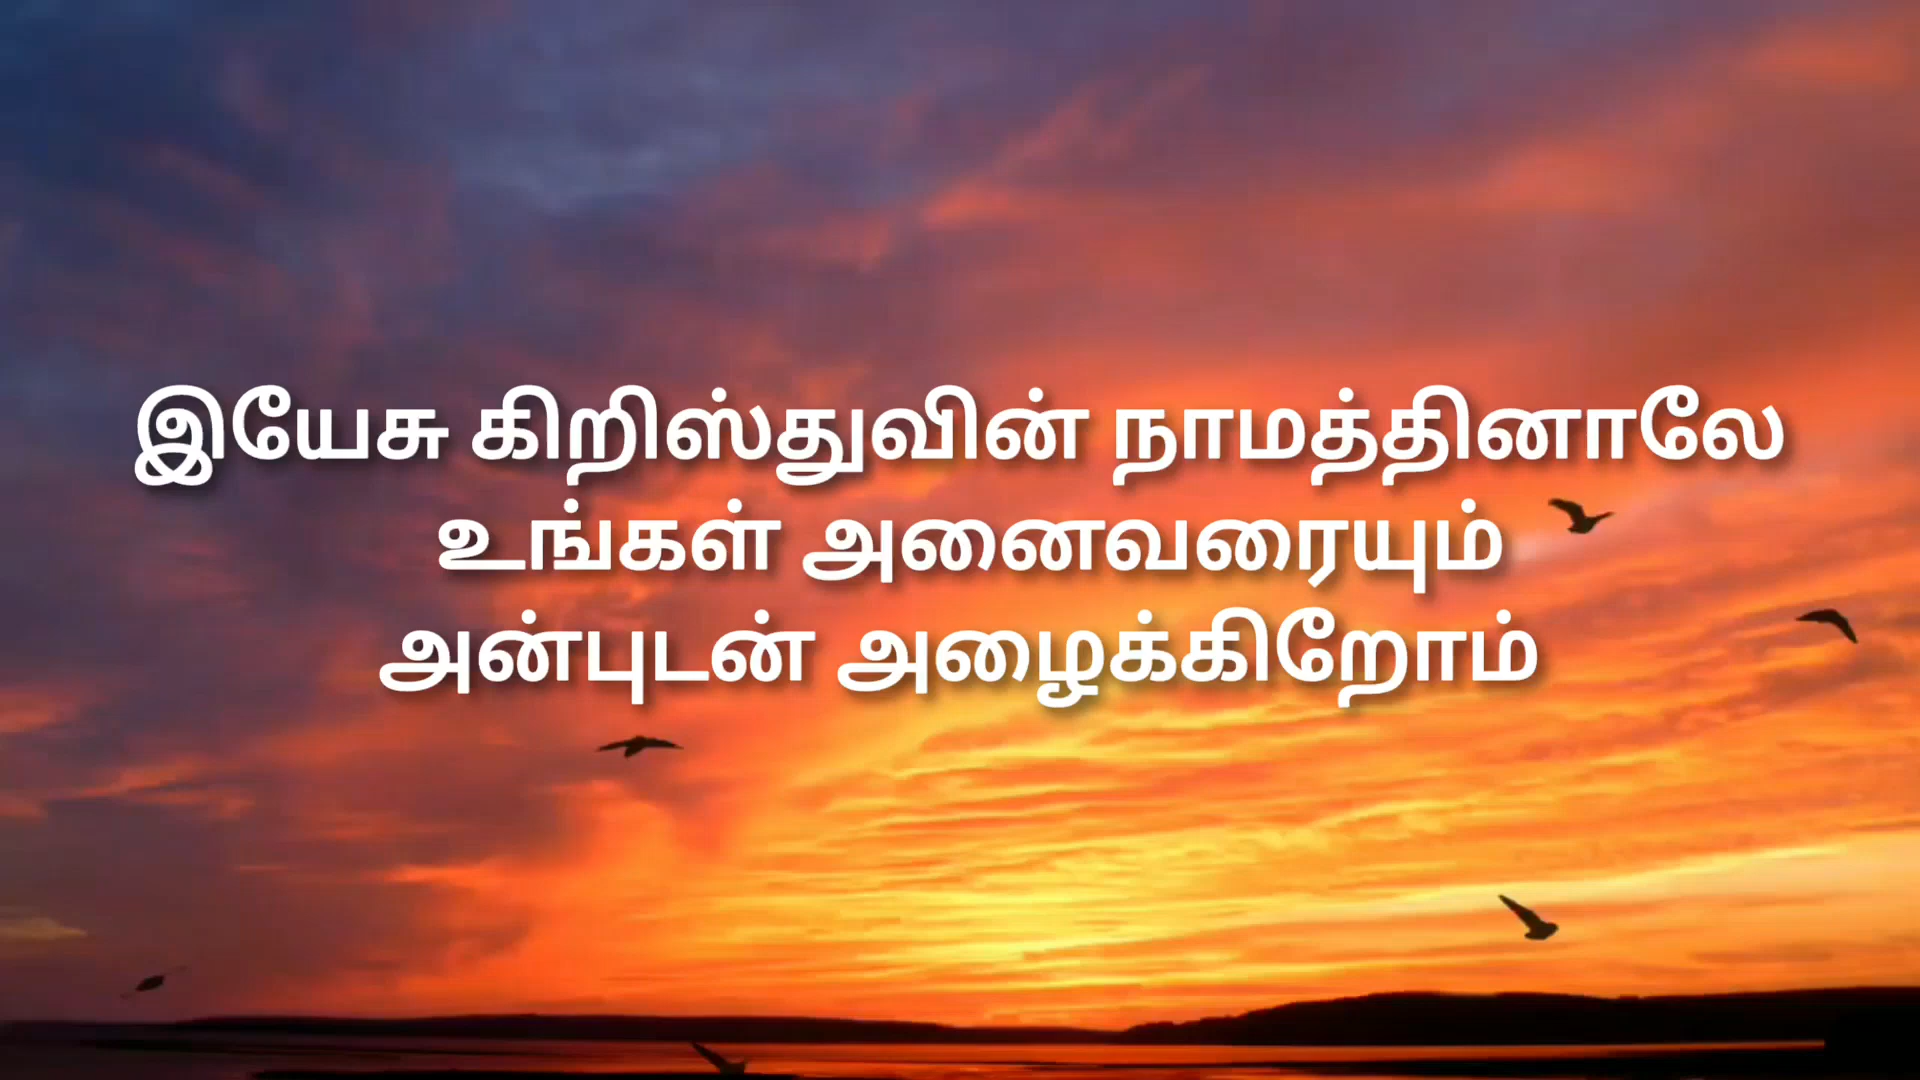 இயேசு கிறிஸ்துவின் நாமத்தினாலே
உங்கள் அனைவரையும்
அன்புடன் அழைக்கிறோம்